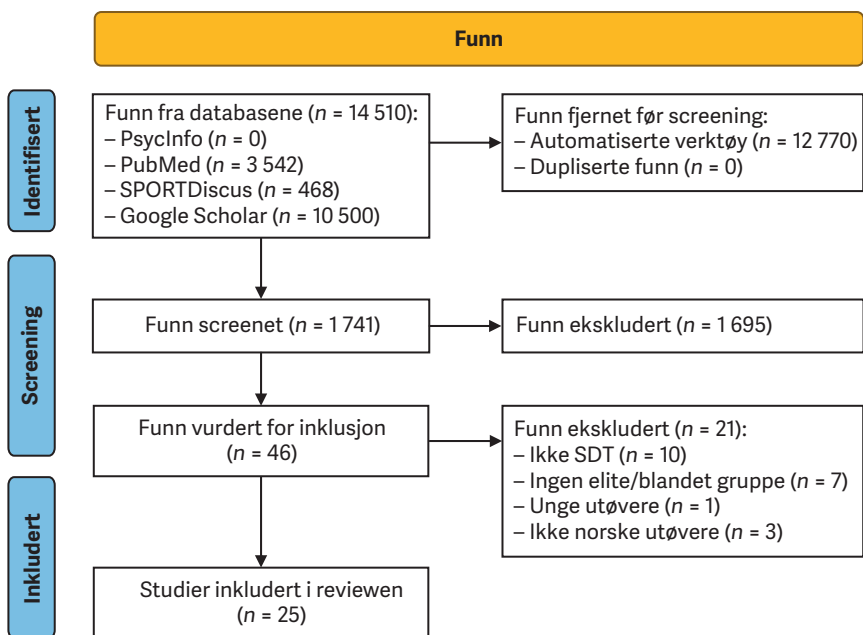 Funn
Identifisert
Funn fra databasene (n = 14 510):
– PsycInfo (n = 0)
– PubMed (n = 3 542)
– SPORTDiscus (n = 468)
– Google Scholar (n = 10 500)
Funn fjernet før screening:
– Automatiserte verktøy (n = 12 770)
– Dupliserte funn (n = 0)
Screening
Funn screenet (n = 1 741)
Funn ekskludert (n = 1 695)
Funn vurdert for inklusjon
(n = 46)
Funn ekskludert (n = 21):
– Ikke SDT (n = 10)
– Ingen elite/blandet gruppe (n = 7)
– Unge utøvere (n = 1)
– Ikke norske utøvere (n = 3)
Inkludert
Studier inkludert i reviewen
(n = 25)